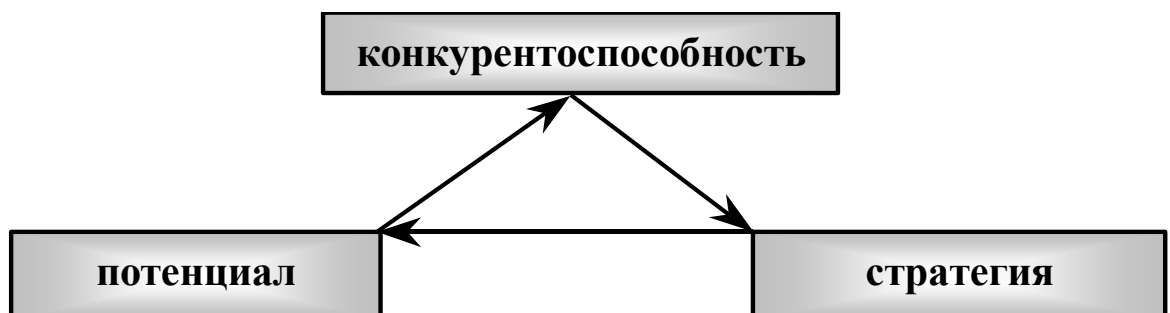 конкурентоспособность
потенциал
стратегия